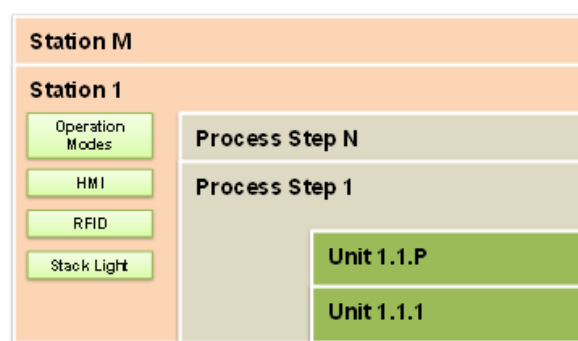 Station M
Station 1
Operation
Modes
HMI
RFID
Stack Light
Process Step N
Process Step 1
Unit 1.1.P
Unit 1.1.1